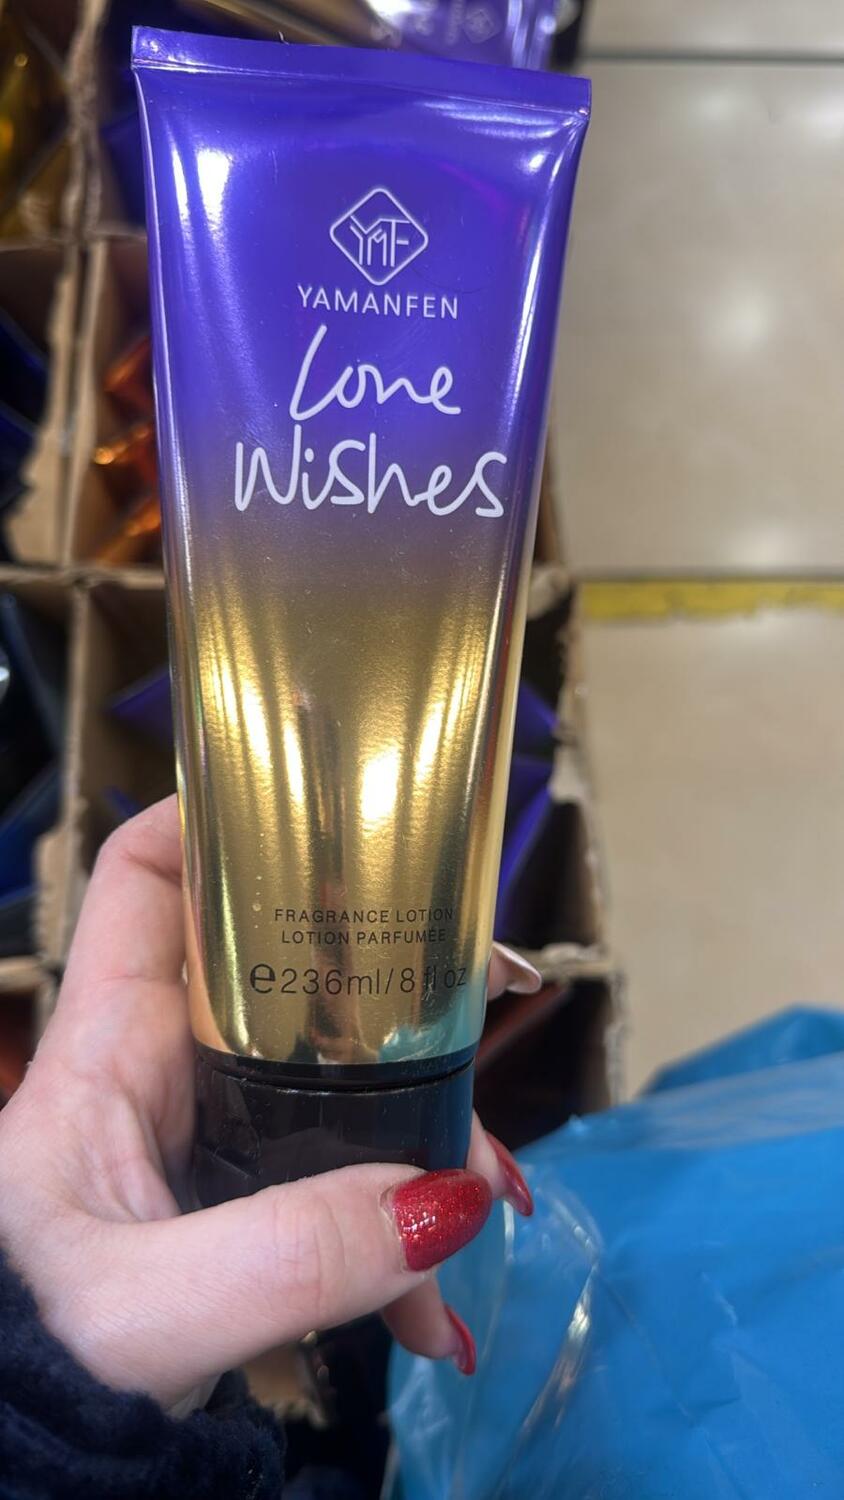 YMF
YAMANFEN
Love
Wishes
FRAGRANCE LOTION
LOTION PARFUMÉE
e236ml/8 fl oz